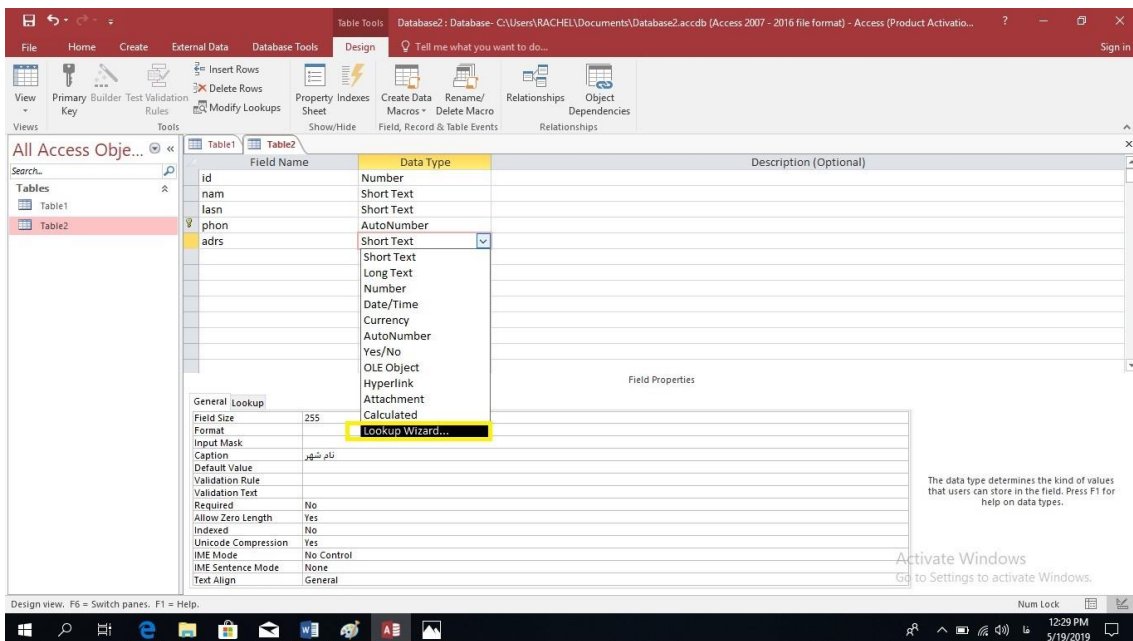 Table Tools Database2 : Database- C:\Users\RACHEL\Documents\Database2.accdb (Access 2007 - 2016 file format) - Access (Product Activatio... ?
File Home Create External Data Database Tools Design Tell me what you want to do... Sign in
View Primary Key Builder Test Validation Rules Insert Rows Delete Rows Modify Lookups Property Sheet Indexes Create Data Macros Rename/ Delete Macro Relationships Object Dependencies
Views Tools Show/Hide Field, Record & Table Events Relationships
All Access Obje... «
Search...
Tables
Table1
Table2
Table1 Table2
Field Name Data Type Description (Optional)
id Number
nam Short Text
lasn Short Text
phon AutoNumber
adrs Short Text
Short Text
Long Text
Number
Date/Time
Currency
AutoNumber
Yes/No
OLE Object
Hyperlink
Attachment
Calculated
Lookup Wizard...
Field Properties
General Lookup
Field Size 255
Format
Input Mask
Caption نام شهر
Default Value
Validation Rule
Validation Text
Required No
Allow Zero Length Yes
Indexed No
Unicode Compression Yes
IME Mode No Control
IME Sentence Mode None
Text Align General
The data type determines the kind of values
that users can store in the field. Press F1 for
help on data types.
Activate Windows
Go to Settings to activate Windows.
Design view. F6 = Switch panes. F1 = Help. Num Lock
فا 12:29 PM
5/19/2019